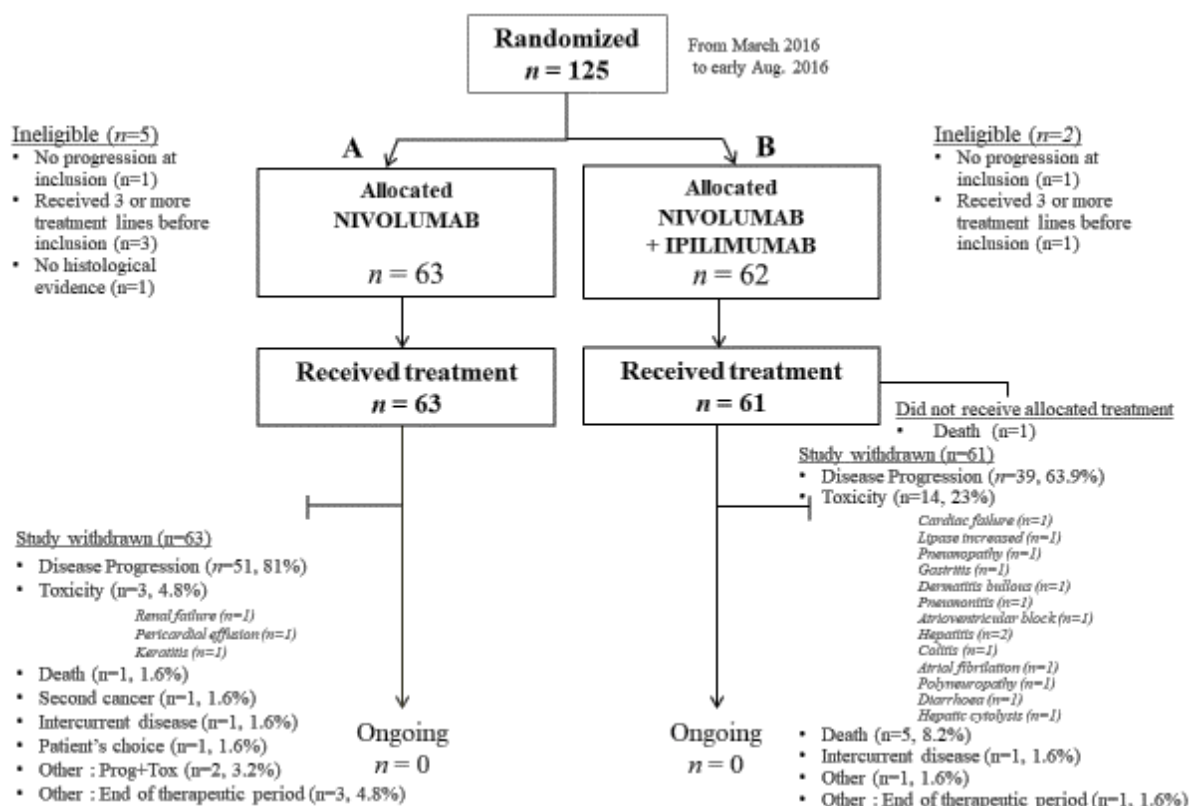 Randomized
n = 125
From March 2016
to early Aug. 2016
Ineligible (n=5)
• No progression at
inclusion (n=1)
• Received 3 or more
treatment lines before
inclusion (n=3)
• No histological
evidence (n=1)
A
B
Ineligible (n=2)
• No progression at
inclusion (n=1)
• Received 3 or more
treatment lines before
inclusion (n=1)
Allocated
NIVOLUMAB
n = 63
Allocated
NIVOLUMAB
+ IPILIMUMAB
n = 62
Received treatment
n = 63
Received treatment
n = 61
Did not receive allocated treatment
• Death (n=1)
Study withdrawn (n=63)
• Disease Progression (n=51, 81%)
• Toxicity (n=3, 4.8%)
Renal failure (n=1)
Pericardial effusion (n=1)
Keratitis (n=1)
• Death (n=1, 1.6%)
• Second cancer (n=1, 1.6%)
• Intercurrent disease (n=1, 1.6%)
• Patient's choice (n=1, 1.6%)
• Other : Prog+Tox (n=2, 3.2%)
• Other : End of therapeutic period (n=3, 4.8%)
Ongoing
n = 0
Study withdrawn (n=61)
• Disease Progression (n=39, 63.9%)
• Toxicity (n=14, 23%)
Cardiac failure (n=1)
Lipase increased (n=1)
Pneumopathy (n=1)
Gastritis (n=1)
Dermatitis bullous (n=1)
Pneumonitis (n=1)
Atrioventricular block (n=1)
Hepatitis (n=2)
Colitis (n=1)
Atrial fibrilation (n=1)
Polyneuropathy (n=1)
Diarrhoea (n=1)
Hepatic cytolysis (n=1)
• Death (n=5, 8.2%)
• Intercurrent disease (n=1, 1.6%)
• Other (n=1, 1.6%)
• Other : End of therapeutic period (n=1, 1.6%)
Ongoing
n = 0